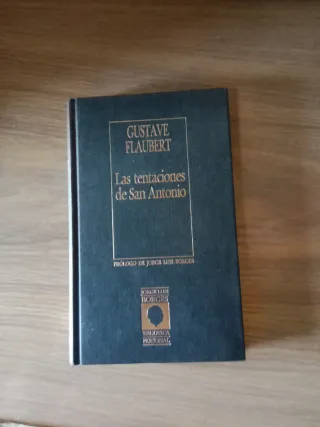 GUSTAVE
FLAUBERT
Las tentaciones
de San Antonio
PRÓLOGO DE JORGE LUIS BORGES
JORGE LUIS
BORGES
BIBLIOTECA
PERSONAL